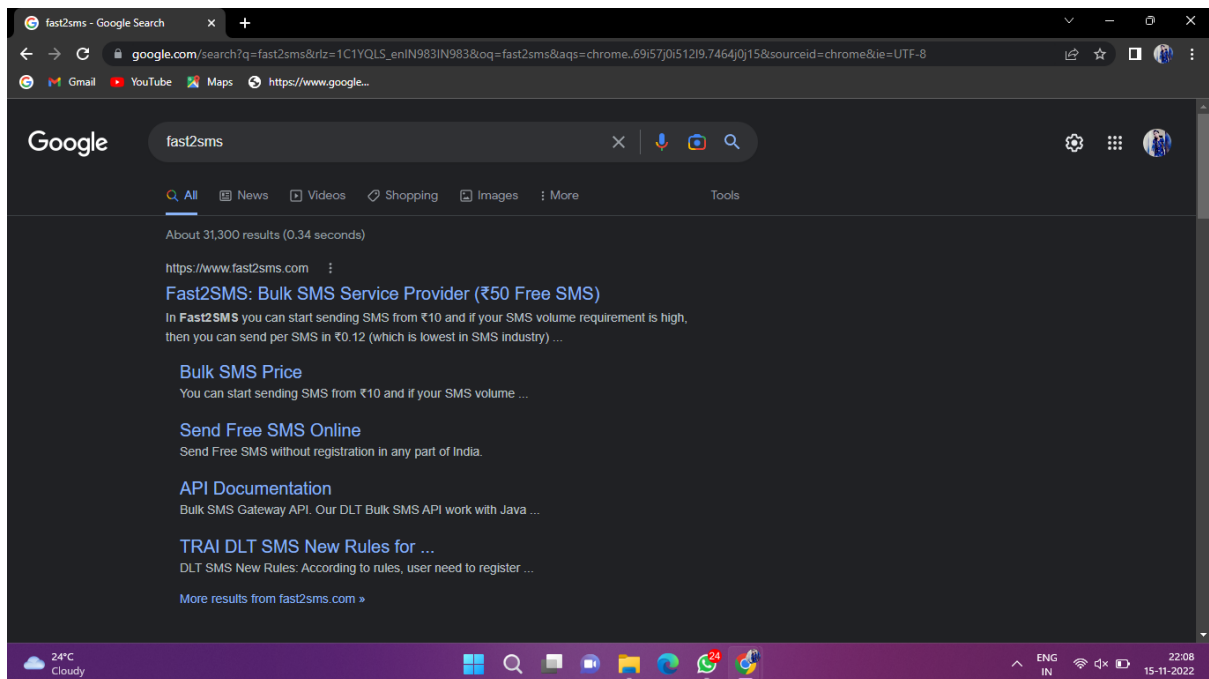 fast2sms - Google Search
google.com/search?q=fast2sms&rlz=1C1YQLS_enIN983IN983&oq=fast2sms&aqs=chrome..69i57j0i512l9.7464j0j15&sourceid=chrome&ie=UTF-8
Gmail YouTube Maps https://www.google...
Google fast2sms
All News Videos Shopping Images More Tools
About 31,300 results (0.34 seconds)
https://www.fast2sms.com
Fast2SMS: Bulk SMS Service Provider (₹50 Free SMS)
In Fast2SMS you can start sending SMS from ₹10 and if your SMS volume requirement is high,
then you can send per SMS in ₹0.12 (which is lowest in SMS industry) ...
Bulk SMS Price
You can start sending SMS from ₹10 and if your SMS volume ...
Send Free SMS Online
Send Free SMS without registration in any part of India.
API Documentation
Bulk SMS Gateway API. Our DLT Bulk SMS API work with Java ...
TRAI DLT SMS New Rules for ...
DLT SMS New Rules: According to rules, user need to register ...
More results from fast2sms.com »
24°C
Cloudy
24
ENG
IN
22:08
15-11-2022